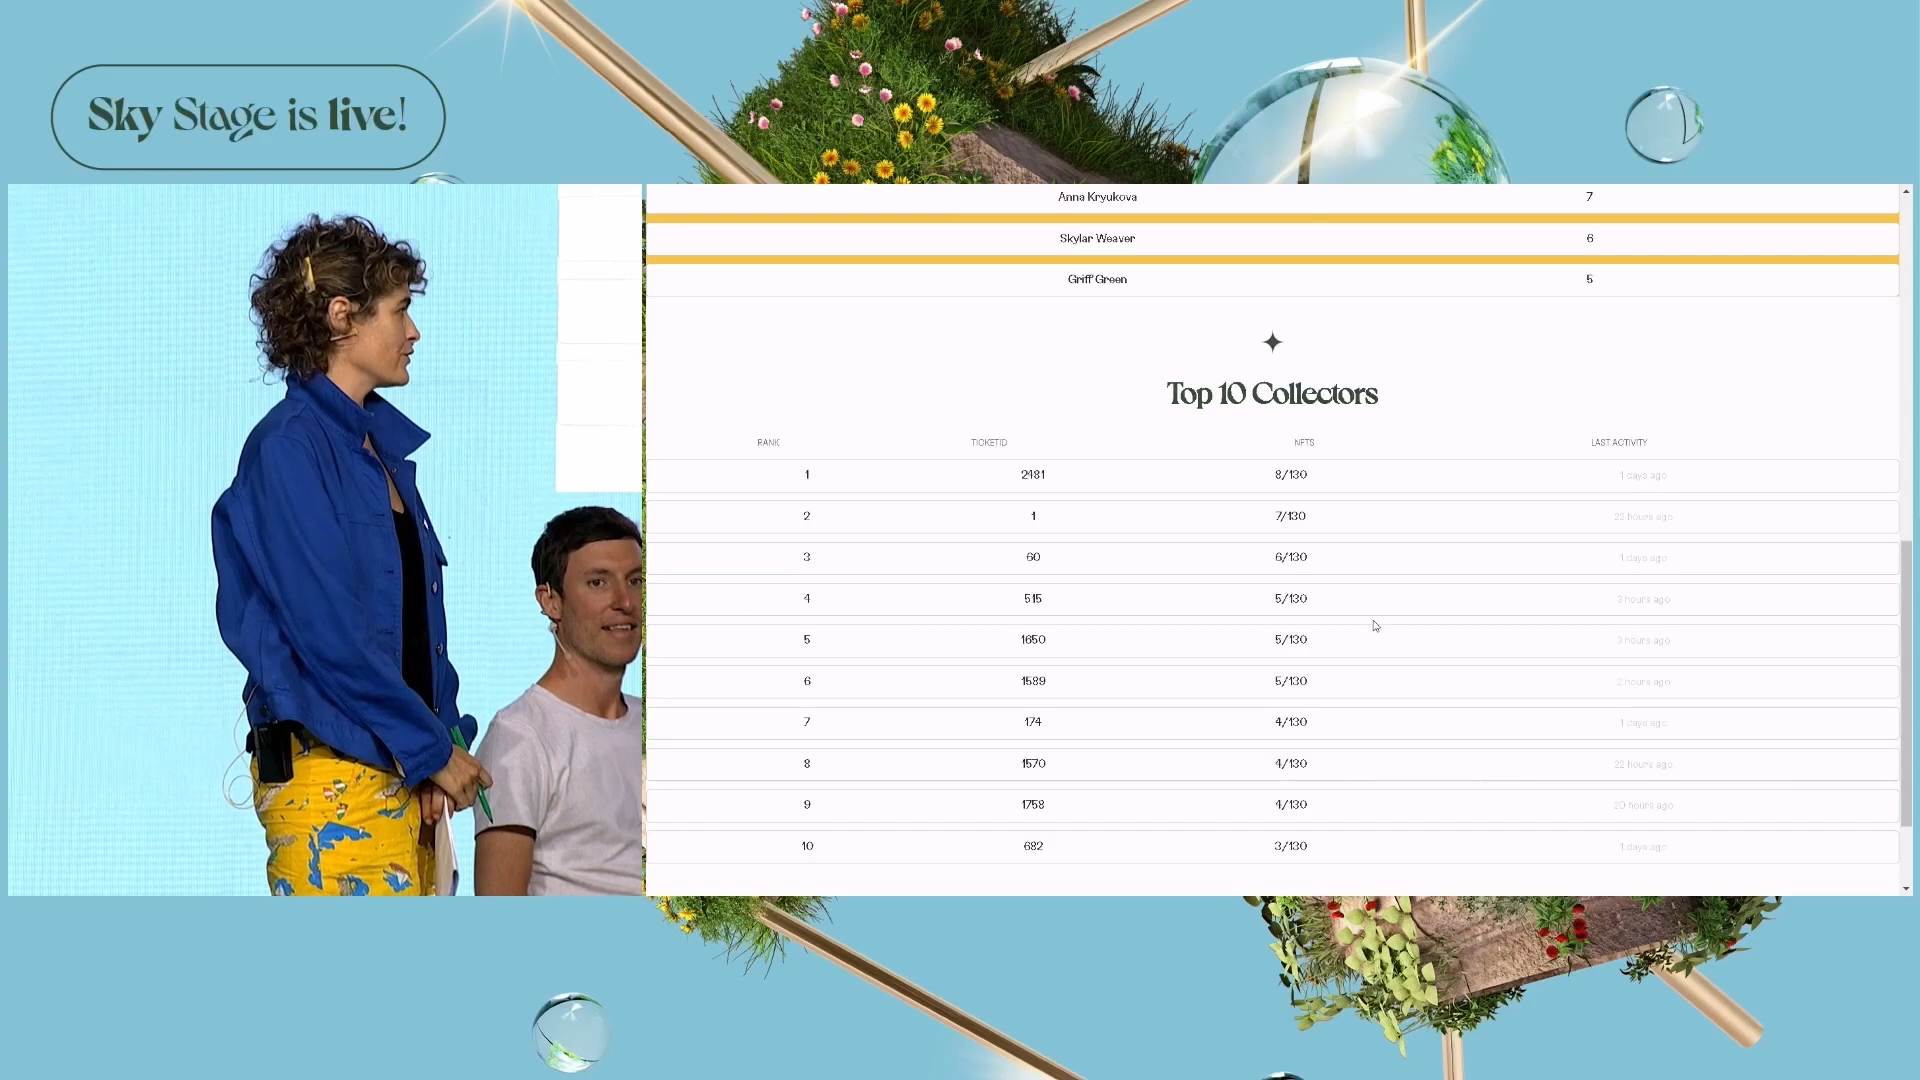 Sky Stage is live!
Anna Kryukova 7
Skylar Weaver 6
Griff Green 5
Top 10 Collectors
RANK TICKETID NFTS LAST ACTIVITY
1 2481 8/130 1 days ago
2 1 7/130 22 hours ago
3 60 6/130 1 days ago
4 515 5/130 3 hours ago
5 1650 5/130 3 hours ago
6 1589 5/130 2 hours ago
7 174 4/130 1 days ago
8 1570 4/130 22 hours ago
9 1758 4/130 20 hours ago
10 682 3/130 1 days ago